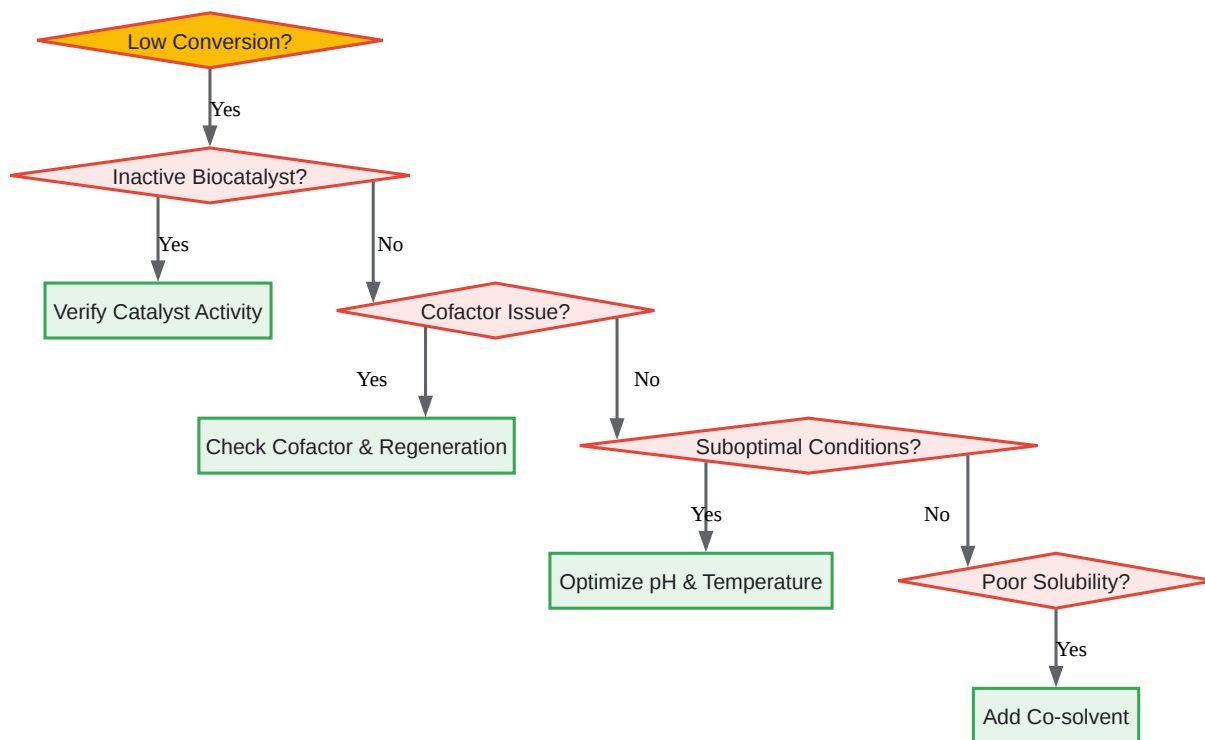 Low Conversion?
Yes
Inactive Biocatalyst?
Yes
No
Verify Catalyst Activity
Cofactor Issue?
Yes
No
Check Cofactor & Regeneration
Suboptimal Conditions?
Yes
No
Optimize pH & Temperature
Poor Solubility?
Yes
Add Co-solvent